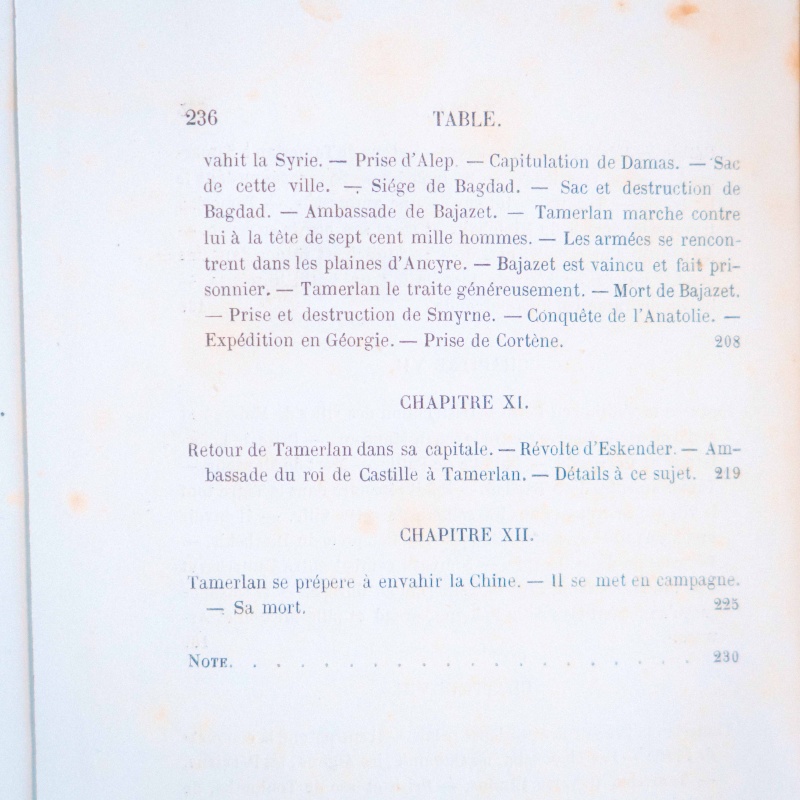 236 TABLE.
vahit la Syrie. — Prise d'Alep. — Capitulation de Damas. — Sac
de cette ville. — Siége de Bagdad. — Sac et destruction de
Bagdad. — Ambassade de Bajazet. — Tamerlan marche contre
lui à la tête de sept cent mille hommes. — Les armées se rencon-
trent dans les plaines d'Ancyre. — Bajazet est vaincu et fait pri-
sonnier. — Tamerlan le traite généreusement. — Mort de Bajazet.
— Prise et destruction de Smyrne. — Conquête de l'Anatolie. —
Expédition en Géorgie. — Prise de Cortène. 208
CHAPITRE XI.
Retour de Tamerlan dans sa capitale. — Révolte d'Eskender. — Am-
bassade du roi de Castille à Tamerlan. — Détails à ce sujet. 219
CHAPITRE XII.
Tamerlan se prépere à envahir la Chine. — Il se met en campagne.
— Sa mort. 225
NOTE. . . . . . . . . . . . . . . . . . . 230